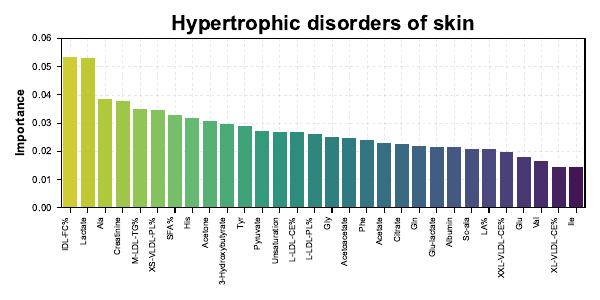 Hypertrophic disorders of skin
Importance
0.06
0.05
0.04
0.03
0.02
0.01
0.00
IDL-FC%
Lactate
Ala
Creatinine
M-LDL-TG%
XS-VLDL-PL%
SFA%
His
Acetone
3-Hydroxybutyrate
Tyr
Pyruvate
Unsaturation
L-LDL-CE%
L-LDL-PL%
Gly
Acetoacetate
Phe
Acetate
Citrate
Gln
Glu-lactate
Albumin
Sc-ala
LA%
XXL-VLDL-CE%
Glu
Val
XL-VLDL-CE%
Ile